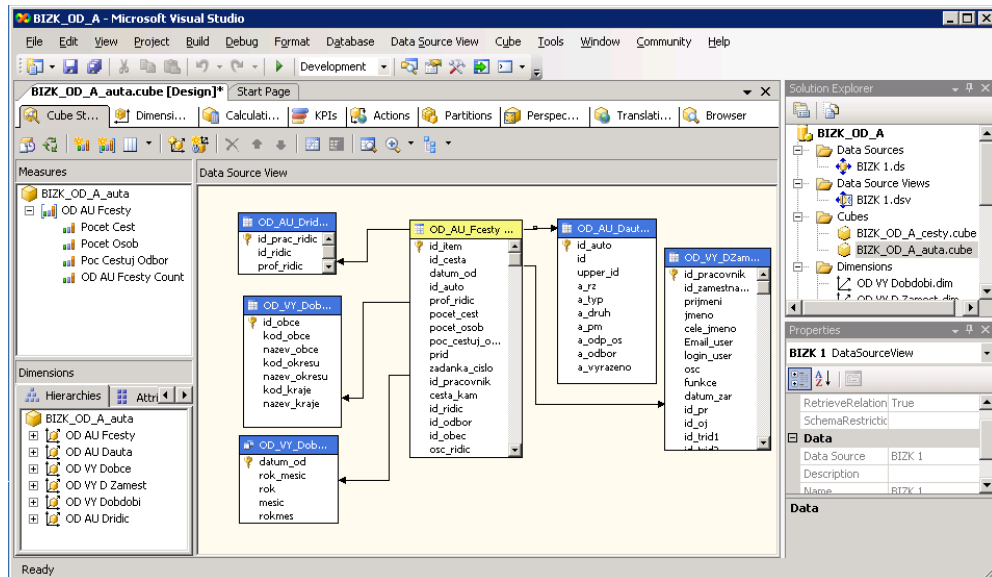 BIZK_OD_A - Microsoft Visual Studio
File Edit View Project Build Debug Format Database Data Source View Cube Tools Window Community Help
Development
BIZK_OD_A_auta.cube [Design]* Start Page
Cube St... Dimensi... Calculati... KPIs Actions Partitions Perspec... Translati... Browser
Measures
BIZK_OD_A_auta
OD AU Fcesty
Pocet Cest
Pocet Osob
Poc Cestuj Odbor
OD AU Fcesty Count
Dimensions
Hierarchies Attri
BIZK_OD_A_auta
OD AU Fcesty
OD AU Dauta
OD VY Dobce
OD VY D Zamest
OD VY Dobdobi
OD AU Dridic
Data Source View
OD_AU_Drid...
id_prac_ridic
id_ridic
prof_ridic
OD_VY_Dob...
id_obce
kod_obce
nazev_obce
kod_okresu
nazev_okresu
kod_kraje
nazev_kraje
OD_VY_Dob...
datum_od
rok_mesic
rok
mesic
rokmes
OD_AU_Fcesty ...
id_item
id_cesta
datum_od
id_auto
prof_ridic
pocet_cest
pocet_osob
poc_cestuj_o...
prid
zadanka_cislo
id_pracovnik
cesta_kam
id_ridic
id_odbor
id_obec
osc_ridic
OD_AU_Daut...
id_auto
id
upper_id
a_rz
a_typ
a_druh
a_pm
a_odp_os
a_odbor
a_vyrazeno
OD_VY_DZam...
id_pracovnik
id_zamestna...
prijmeni
jmeno
cele_jmeno
Email_user
login_user
osc
funkce
datum_zar
id_pr
id_oj
id_trid1
id_trid2
Solution Explorer
BIZK_OD_A
Data Sources
BIZK 1.ds
Data Source Views
BIZK 1.dsv
Cubes
BIZK_OD_A_cesty.cube
BIZK_OD_A_auta.cube
Dimensions
OD VY Dobdobi.dim
OD VY D Zamest.dim
Properties
BIZK 1 DataSourceView
RetrieveRelation True
SchemaRestrictic
Data
Data Source BIZK 1
Description
Name BIZK 1
Data
Ready